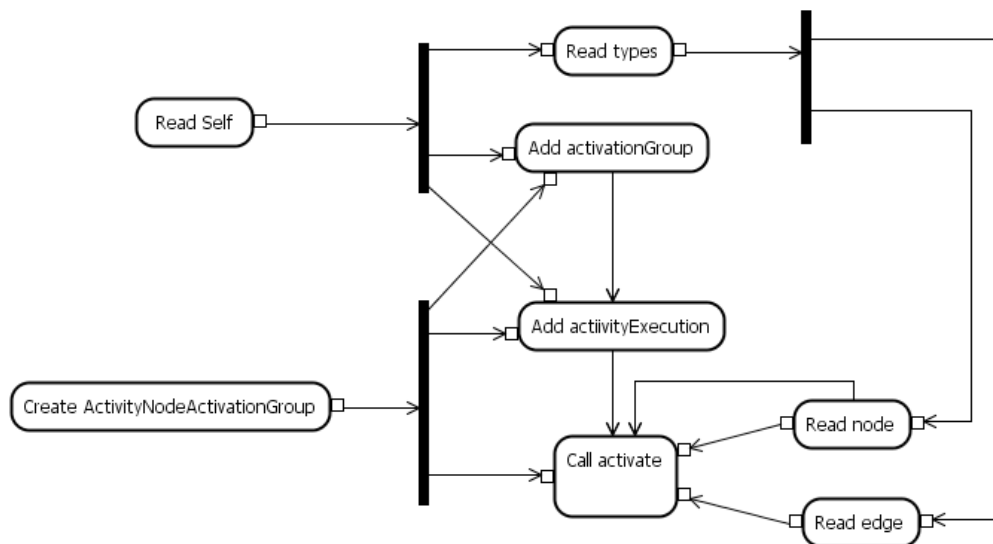 Read types
Read Self
Add activationGroup
Add actiivityExecution
Create ActivityNodeActivationGroup
Read node
Call activate
Read edge